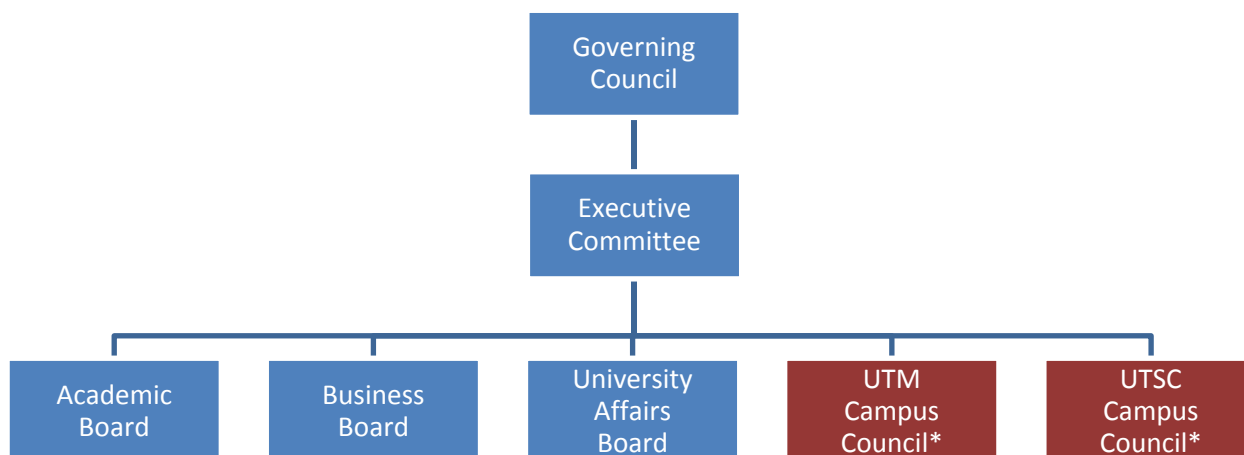 Governing
Council
Executive
Committee
Academic
Board
Business
Board
University
Affairs
Board
UTM
Campus
Council*
UTSC
Campus
Council*